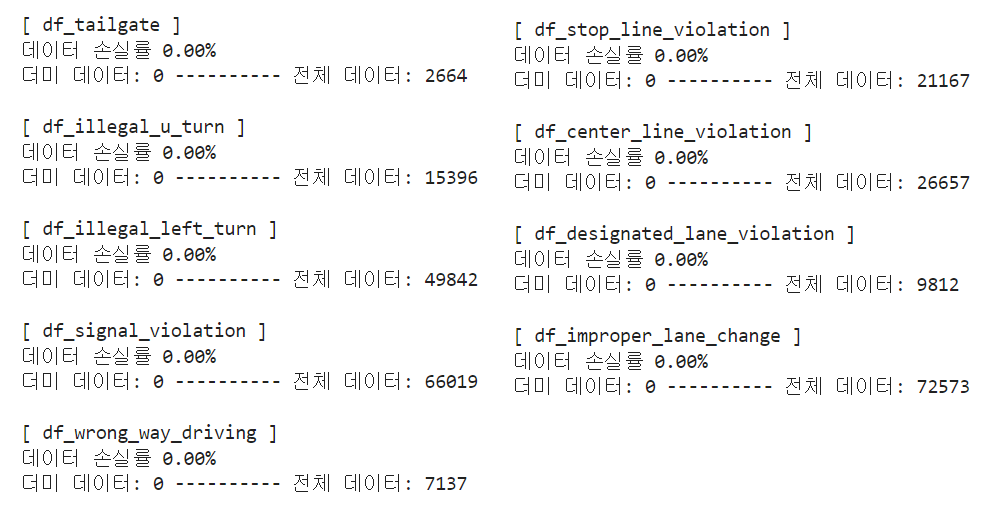 [ df_tailgate ]
데이터 손실률 0.00%
더미 데이터: 0 ---------- 전체 데이터: 2664
[ df_illegal_u_turn ]
데이터 손실률 0.00%
더미 데이터: 0 ---------- 전체 데이터: 15396
[ df_illegal_left_turn ]
데이터 손실률 0.00%
더미 데이터: 0 ---------- 전체 데이터: 49842
[ df_signal_violation ]
데이터 손실률 0.00%
더미 데이터: 0 ---------- 전체 데이터: 66019
[ df_wrong_way_driving ]
데이터 손실률 0.00%
더미 데이터: 0 ---------- 전체 데이터: 7137
[ df_stop_line_violation ]
데이터 손실률 0.00%
더미 데이터: 0 ---------- 전체 데이터: 21167
[ df_center_line_violation ]
데이터 손실률 0.00%
더미 데이터: 0 ---------- 전체 데이터: 26657
[ df_designated_lane_violation ]
데이터 손실률 0.00%
더미 데이터: 0 ---------- 전체 데이터: 9812
[ df_improper_lane_change ]
데이터 손실률 0.00%
더미 데이터: 0 ---------- 전체 데이터: 72573